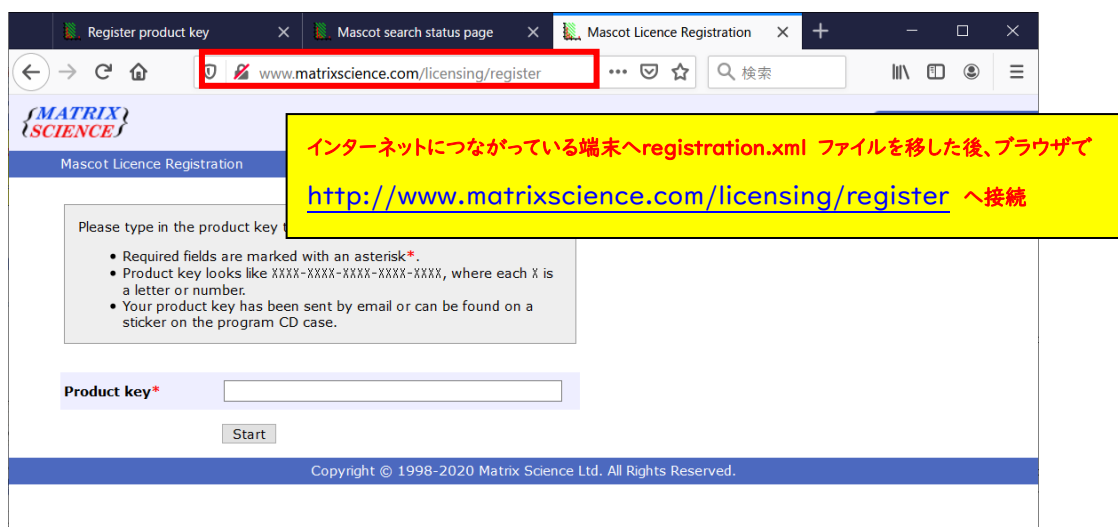 Register product key
Mascot search status page
Mascot Licence Registration
www.matrixscience.com/licensing/register
検索
{MATRIX}
{SCIENCE}
インターネットにつながっている端末へregistration.xml ファイルを移した後、ブラウザで
http://www.matrixscience.com/licensing/register へ接続
Mascot Licence Registration
Please type in the product key
• Required fields are marked with an asterisk*.
• Product key looks like XXXX-XXXX-XXXX-XXXX-XXXX, where each X is
a letter or number.
• Your product key has been sent by email or can be found on a
sticker on the program CD case.
Product key*
Start
Copyright © 1998-2020 Matrix Science Ltd. All Rights Reserved.